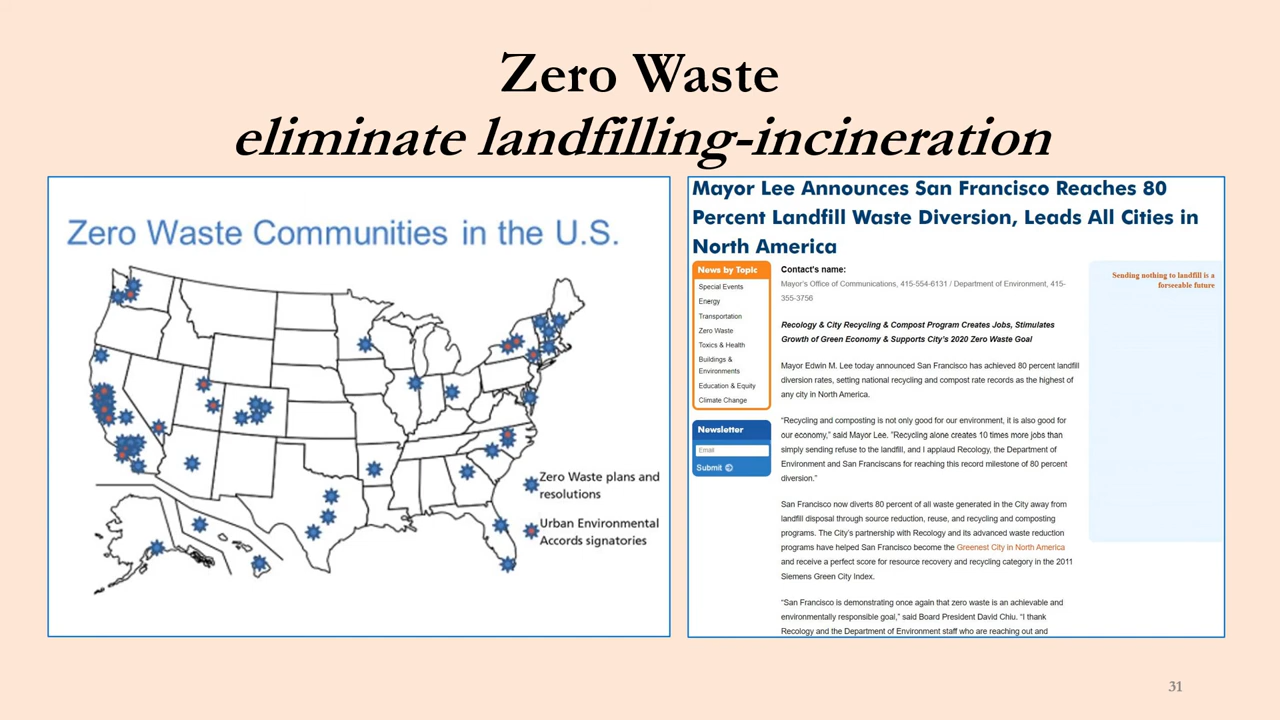 Zero Waste
eliminate landfilling-incineration
Zero Waste Communities in the U.S.
Zero Waste plans and
resolutions
Urban Environmental
Accords signatories
Mayor Lee Announces San Francisco Reaches 80
Percent Landfill Waste Diversion, Leads All Cities in
North America
News by Topic
Special Events
Energy
Transportation
Zero Waste
Toxics & Health
Buildings &
Environments
Education & Equity
Climate Change
Newsletter
Email
Submit
Contact's name:
Mayor's Office of Communications, 415-554-6131 / Department of Environment, 415-
355-3756
Recology & City Recycling & Compost Program Creates Jobs, Stimulates
Growth of Green Economy & Supports City's 2020 Zero Waste Goal
Mayor Edwin M. Lee today announced San Francisco has achieved 80 percent landfill
diversion rates, setting national recycling and compost rate records as the highest of
any city in North America.
"Recycling and composting is not only good for our environment, it is also good for
our economy," said Mayor Lee. "Recycling alone creates 10 times more jobs than
simply sending refuse to the landfill, and I applaud Recology, the Department of
Environment and San Franciscans for reaching this record milestone of 80 percent
diversion."
San Francisco now diverts 80 percent of all waste generated in the City away from
landfill disposal through source reduction, reuse, and recycling and composting
programs. The City's partnership with Recology and its advanced waste reduction
programs have helped San Francisco become the Greenest City in North America
and receive a perfect score for resource recovery and recycling category in the 2011
Siemens Green City Index.
"San Francisco is demonstrating once again that zero waste is an achievable and
environmentally responsible goal," said Board President David Chiu. "I thank
Recology and the Department of Environment staff who are reaching out and
Sending nothing to landfill is a
forseeable future
31